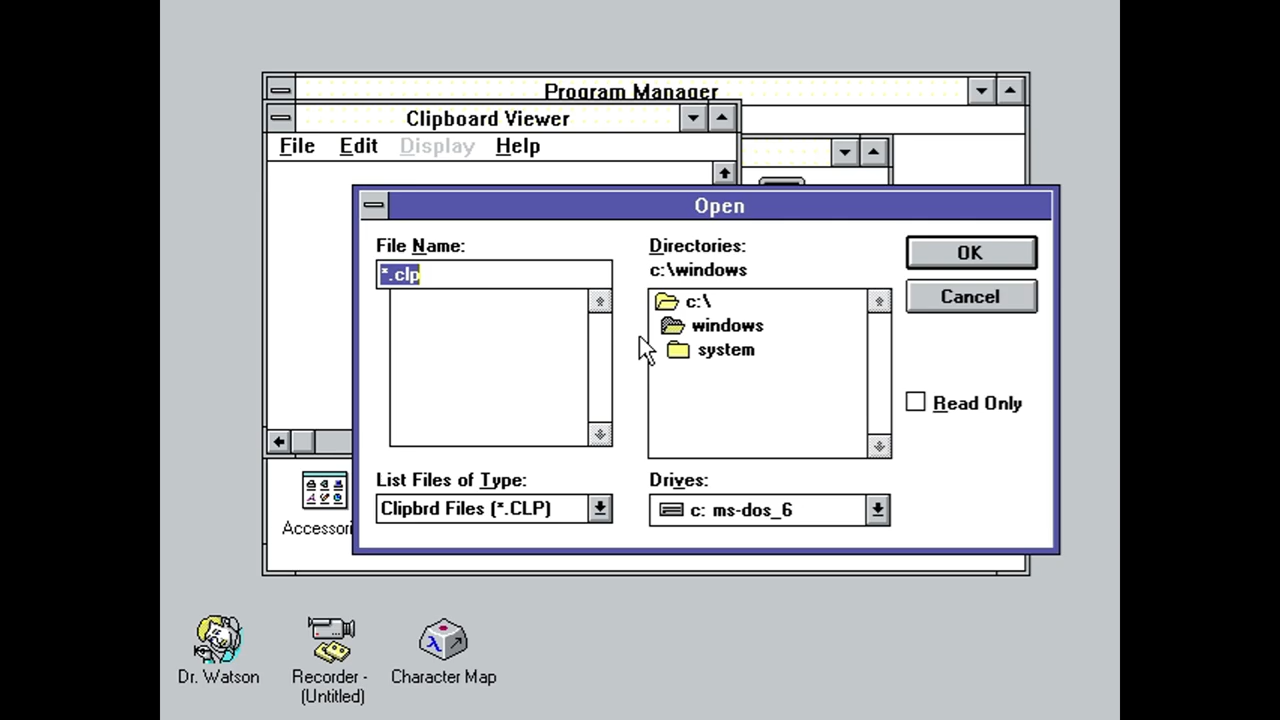 Program Manager
Clipboard Viewer
File Edit Display Help
Open
File Name:
*.clp
Directories:
c:\windows
c:\
windows
system
OK
Cancel
Read Only
List Files of Type:
Clipbrd Files (*.CLP)
Drives:
c: ms-dos_6
Accessori
Dr. Watson
Recorder -
(Untitled)
Character Map